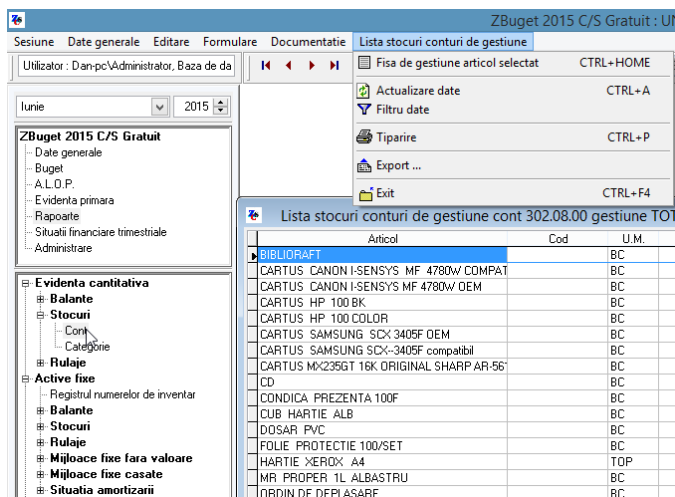 ZBuget 2015 C/S Gratuit : UN
Sesiune Date generale Editare Formulare Documentatie Lista stocuri conturi de gestiune
Utilizator : Dan-pc\Administrator, Baza de da
Fisa de gestiune articol selectat CTRL+HOME
Actualizare date CTRL+A
Filtru date
Tiparire CTRL+P
Export ...
Exit CTRL+F4
Iunie 2015
ZBuget 2015 C/S Gratuit
Date generale
Buget
A.L.O.P.
Evidenta primara
Rapoarte
Situatii financiare trimestriale
Administrare
Evidenta cantitativa
Balante
Stocuri
Cont
Categorie
Rulaje
Active fixe
Registrul numerelor de inventar
Balante
Stocuri
Rulaje
Mijloace fixe fara valoare
Mijloace fixe casate
Situatia amortizarii
Lista stocuri conturi de gestiune cont 302.08.00 gestiune TOT
Articol Cod U.M.
BIBLIORAFT BC
CARTUS CANON I-SENSYS MF 4780W COMPAT BC
CARTUS CANON I-SENSYS MF 4780W OEM BC
CARTUS HP 100 BK BC
CARTUS HP 100 COLOR BC
CARTUS SAMSUNG SCX 3405F OEM BC
CARTUS SAMSUNG SCX--3405F compatibil BC
CARTUS MX235GT 16K ORIGINAL SHARP AR-56 BC
CD BC
CONDICA PREZENTA 100F BC
CUB HARTIE ALB BC
DOSAR PVC BC
FOLIE PROTECTIE 100/SET BC
HARTIE XEROX A4 TOP
MR PROPER 1L ALBASTRU BC
ORDIN DE DEPLASARE BC